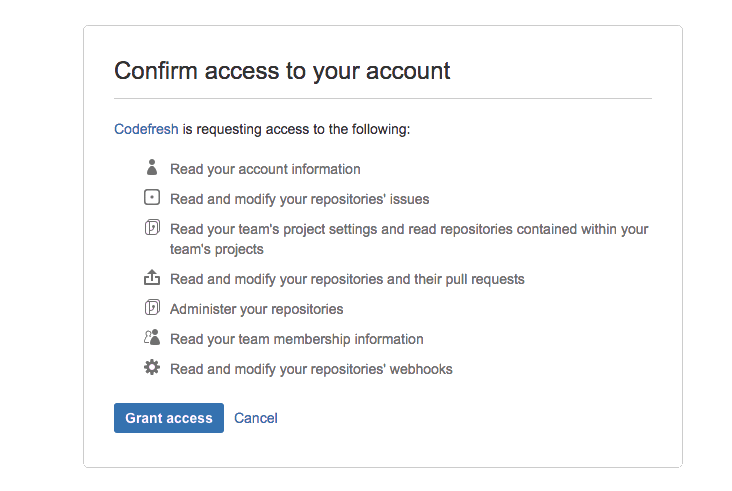 Confirm access to your account
Codefresh is requesting access to the following:
Read your account information
Read and modify your repositories' issues
Read your team's project settings and read repositories contained within your
team's projects
Read and modify your repositories and their pull requests
Administer your repositories
Read your team membership information
Read and modify your repositories' webhooks
Grant access Cancel